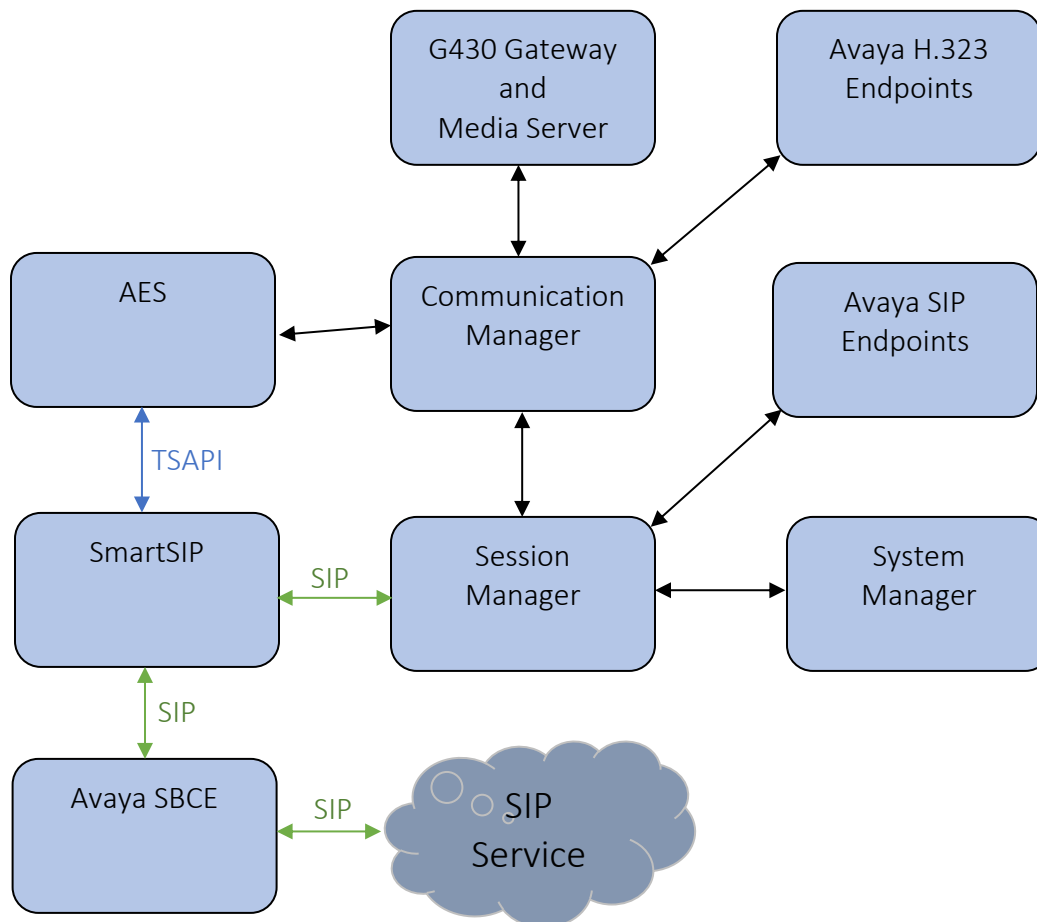 G430 Gateway
and
Media Server
Avaya H.323
Endpoints
AES
Communication
Manager
Avaya SIP
Endpoints
TSAPI
SmartSIP
SIP
Session
Manager
System
Manager
SIP
Avaya SBCE
SIP
SIP
Service